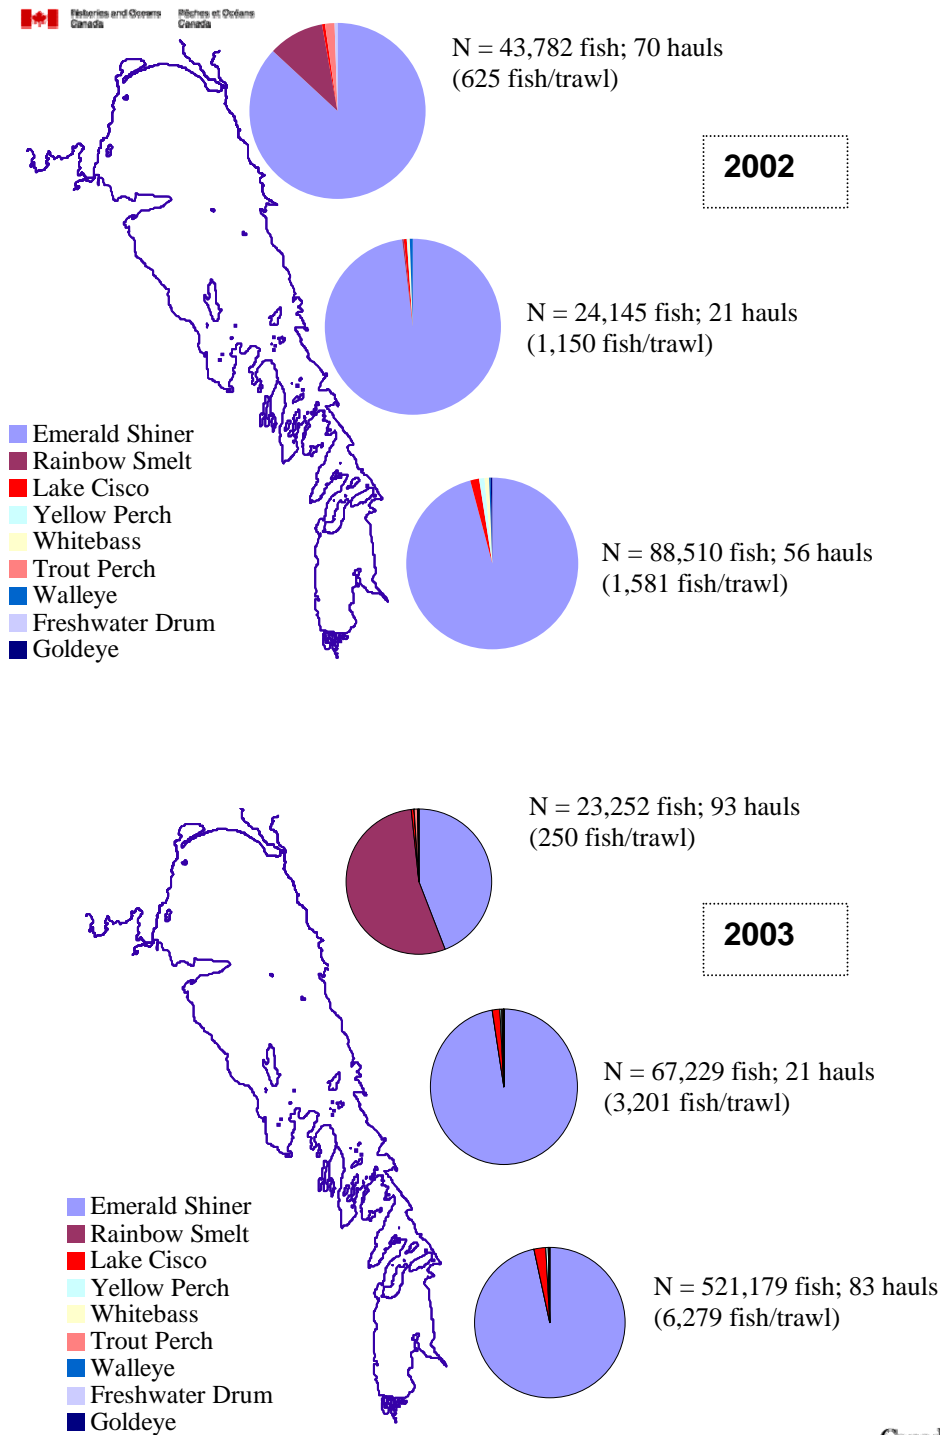 Fisheries and Oceans Pêches et Océans
Canada Canada
N = 43,782 fish; 70 hauls
(625 fish/trawl)
2002
N = 24,145 fish; 21 hauls
(1,150 fish/trawl)
Emerald Shiner
Rainbow Smelt
Lake Cisco
Yellow Perch
Whitebass
Trout Perch
Walleye
Freshwater Drum
Goldeye
N = 88,510 fish; 56 hauls
(1,581 fish/trawl)
N = 23,252 fish; 93 hauls
(250 fish/trawl)
2003
N = 67,229 fish; 21 hauls
(3,201 fish/trawl)
Emerald Shiner
Rainbow Smelt
Lake Cisco
Yellow Perch
Whitebass
Trout Perch
Walleye
Freshwater Drum
Goldeye
N = 521,179 fish; 83 hauls
(6,279 fish/trawl)